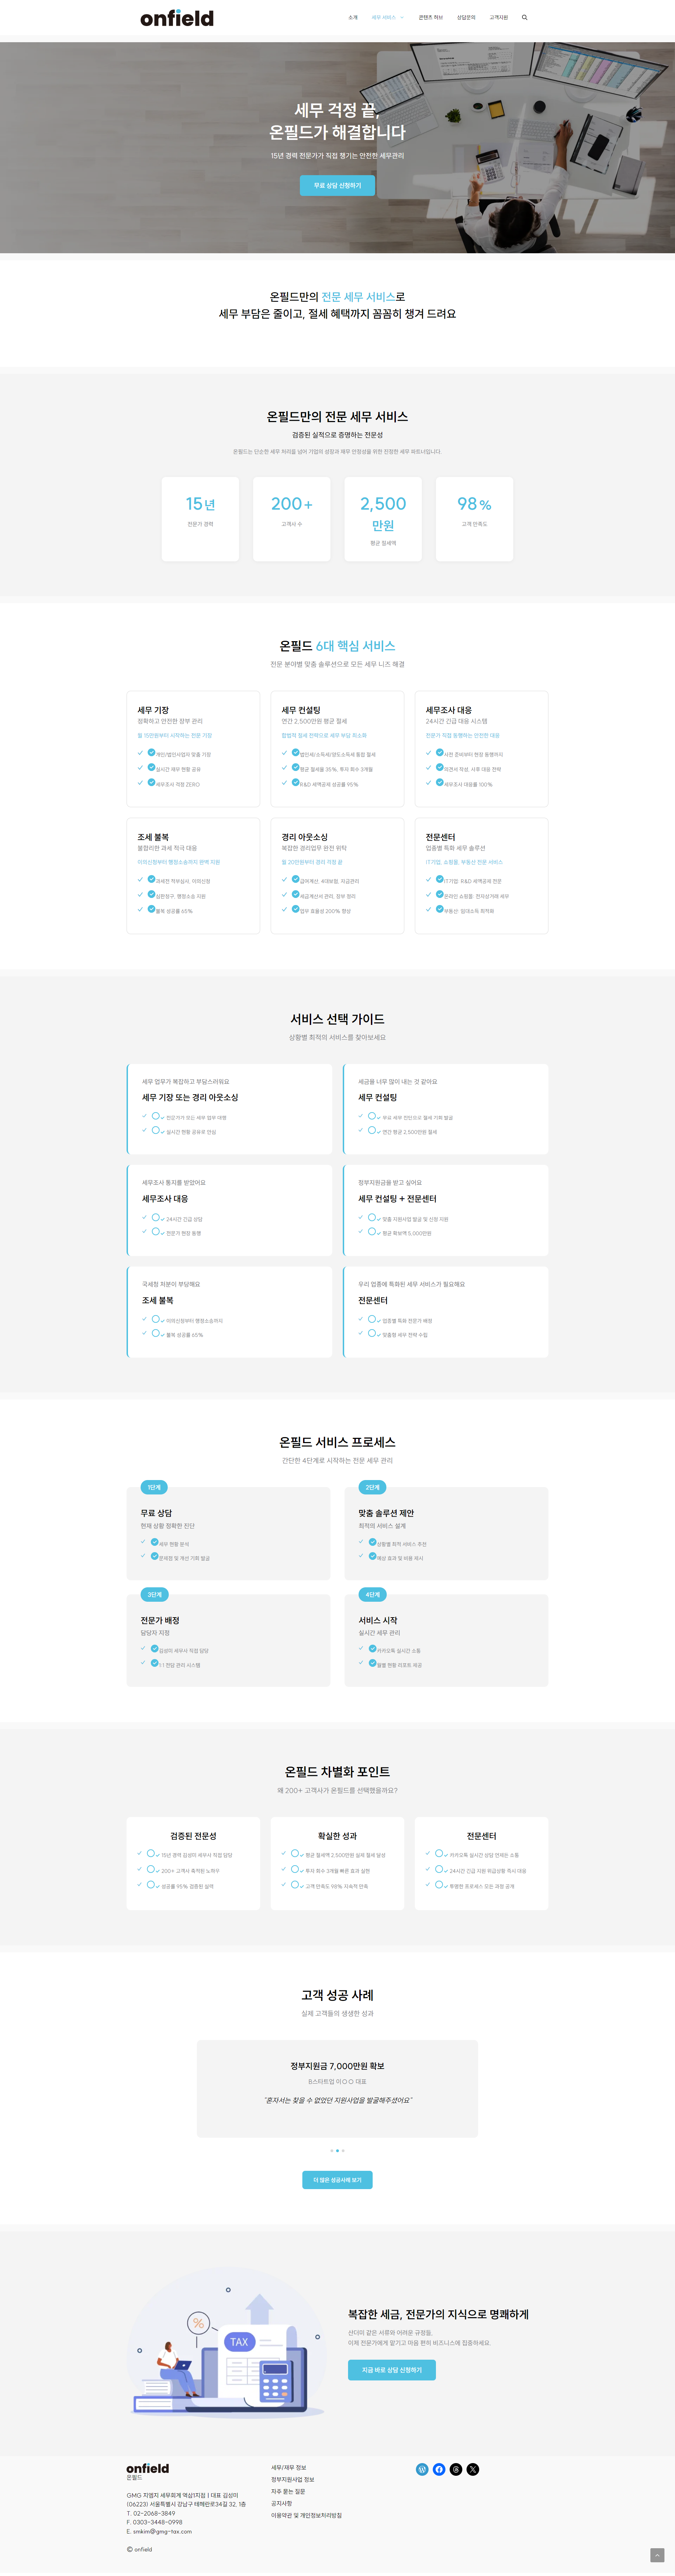 onfield
소개
세무 서비스
콘텐츠 허브
상담문의
고객지원
세무 걱정 끝,
온필드가 해결합니다
15년 경력 전문가가 직접 챙기는 안전한 세무관리
무료 상담 신청하기
온필드만의 전문 세무 서비스로
세무 부담은 줄이고, 절세 혜택까지 꼼꼼히 챙겨 드려요
온필드만의 전문 세무 서비스
검증된 실적으로 증명하는 전문성
온필드는 단순한 세무 처리를 넘어 기업의 성장과 재무 안정성을 위한 진정한 세무 파트너입니다.
15년
전문가 경력
200+
고객사 수
2,500
만원
평균 절세액
98%
고객 만족도
온필드 6대 핵심 서비스
전문 분야별 맞춤 솔루션으로 모든 세무 니즈 해결
세무 기장
정확하고 안전한 장부 관리
월 15만원부터 시작하는 전문 기장
개인/법인사업자 맞춤 기장
실시간 재무 현황 공유
세무조사 걱정 ZERO
세무 컨설팅
연간 2,500만원 평균 절세
합법적 절세 전략으로 세무 부담 최소화
법인세/소득세/양도소득세 통합 절세
평균 절세율 35%, 투자 회수 3개월
R&D 세액공제 성공률 95%
세무조사 대응
24시간 긴급 대응 시스템
전문가 직접 동행하는 안전한 대응
사전 준비부터 현장 동행까지
의견서 작성, 사후 대응 전략
세무조사 대응률 100%
조세 불복
불합리한 과세 적극 대응
이의신청부터 행정소송까지 완벽 지원
과세전 적부심사, 이의신청
심판청구, 행정소송 지원
불복 성공률 65%
경리 아웃소싱
복잡한 경리업무 완전 위탁
월 20만원부터 경리 걱정 끝
급여계산, 4대보험, 자금관리
세금계산서 관리, 장부 정리
업무 효율성 200% 향상
전문센터
업종별 특화 세무 솔루션
IT기업, 쇼핑몰, 부동산 전문 서비스
IT기업: R&D 세액공제 전문
온라인 쇼핑몰: 전자상거래 세무
부동산: 임대소득 최적화
서비스 선택 가이드
상황별 최적의 서비스를 찾아보세요
세무 업무가 복잡하고 부담스러워요
세무 기장 또는 경리 아웃소싱
✓ 전문가가 모든 세무 업무 대행
✓ 실시간 현황 공유로 안심
세금을 너무 많이 내는 것 같아요
세무 컨설팅
✓ 무료 세무 진단으로 절세 기회 발굴
✓ 연간 평균 2,500만원 절세
세무조사 통지를 받았어요
세무조사 대응
✓ 24시간 긴급 상담
✓ 전문가 현장 동행
정부지원금을 받고 싶어요
세무 컨설팅 + 전문센터
✓ 맞춤 지원사업 발굴 및 신청 지원
✓ 평균 확보액 5,000만원
국세청 처분이 부당해요
조세 불복
✓ 이의신청부터 행정소송까지
✓ 불복 성공률 65%
우리 업종에 특화된 세무 서비스가 필요해요
전문센터
✓ 업종별 특화 전문가 배정
✓ 맞춤형 세무 전략 수립
온필드 서비스 프로세스
간단한 4단계로 시작하는 전문 세무 관리
1단계
무료 상담
현재 상황 정확한 진단
세무 현황 분석
문제점 및 개선 기회 발굴
2단계
맞춤 솔루션 제안
최적의 서비스 설계
상황별 최적 서비스 추천
예상 효과 및 비용 제시
3단계
전문가 배정
담당자 지정
김성미 세무사 직접 담당
1:1 전담 관리 시스템
4단계
서비스 시작
실시간 세무 관리
카카오톡 실시간 소통
월별 현황 리포트 제공
온필드 차별화 포인트
왜 200+ 고객사가 온필드를 선택했을까요?
검증된 전문성
✓ 15년 경력 김성미 세무사 직접 담당
✓ 200+ 고객사 축적된 노하우
✓ 성공률 95% 검증된 실력
확실한 성과
✓ 평균 절세액 2,500만원 실제 절세 달성
✓ 투자 회수 3개월 빠른 효과 실현
✓ 고객 만족도 98% 지속적 만족
전문센터
✓ 카카오톡 실시간 상담 언제든 소통
✓ 24시간 긴급 지원 위급상황 즉시 대응
✓ 투명한 프로세스 모든 과정 공개
고객 성공 사례
실제 고객들의 생생한 성과
정부지원금 7,000만원 확보
B스타트업 이○○ 대표
"혼자서는 찾을 수 없었던 지원사업을 발굴해주셨어요"
더 많은 성공사례 보기
%
TAX
복잡한 세금, 전문가의 지식으로 명쾌하게
산더미 같은 서류와 어려운 규정들,
이제 전문가에게 맡기고 마음 편히 비즈니스에 집중하세요.
지금 바로 상담 신청하기
onfield
온필드
GMG 지엠지 세무회계 역삼1지점 | 대표 김성미
(06223) 서울특별시 강남구 테헤란로34길 32, 1층
T. 02-2068-3849
F. 0303-3448-0998
E. smkim@gmg-tax.com
© onfield
세무/재무 정보
정부지원사업 정보
자주 묻는 질문
공지사항
이용약관 및 개인정보처리방침